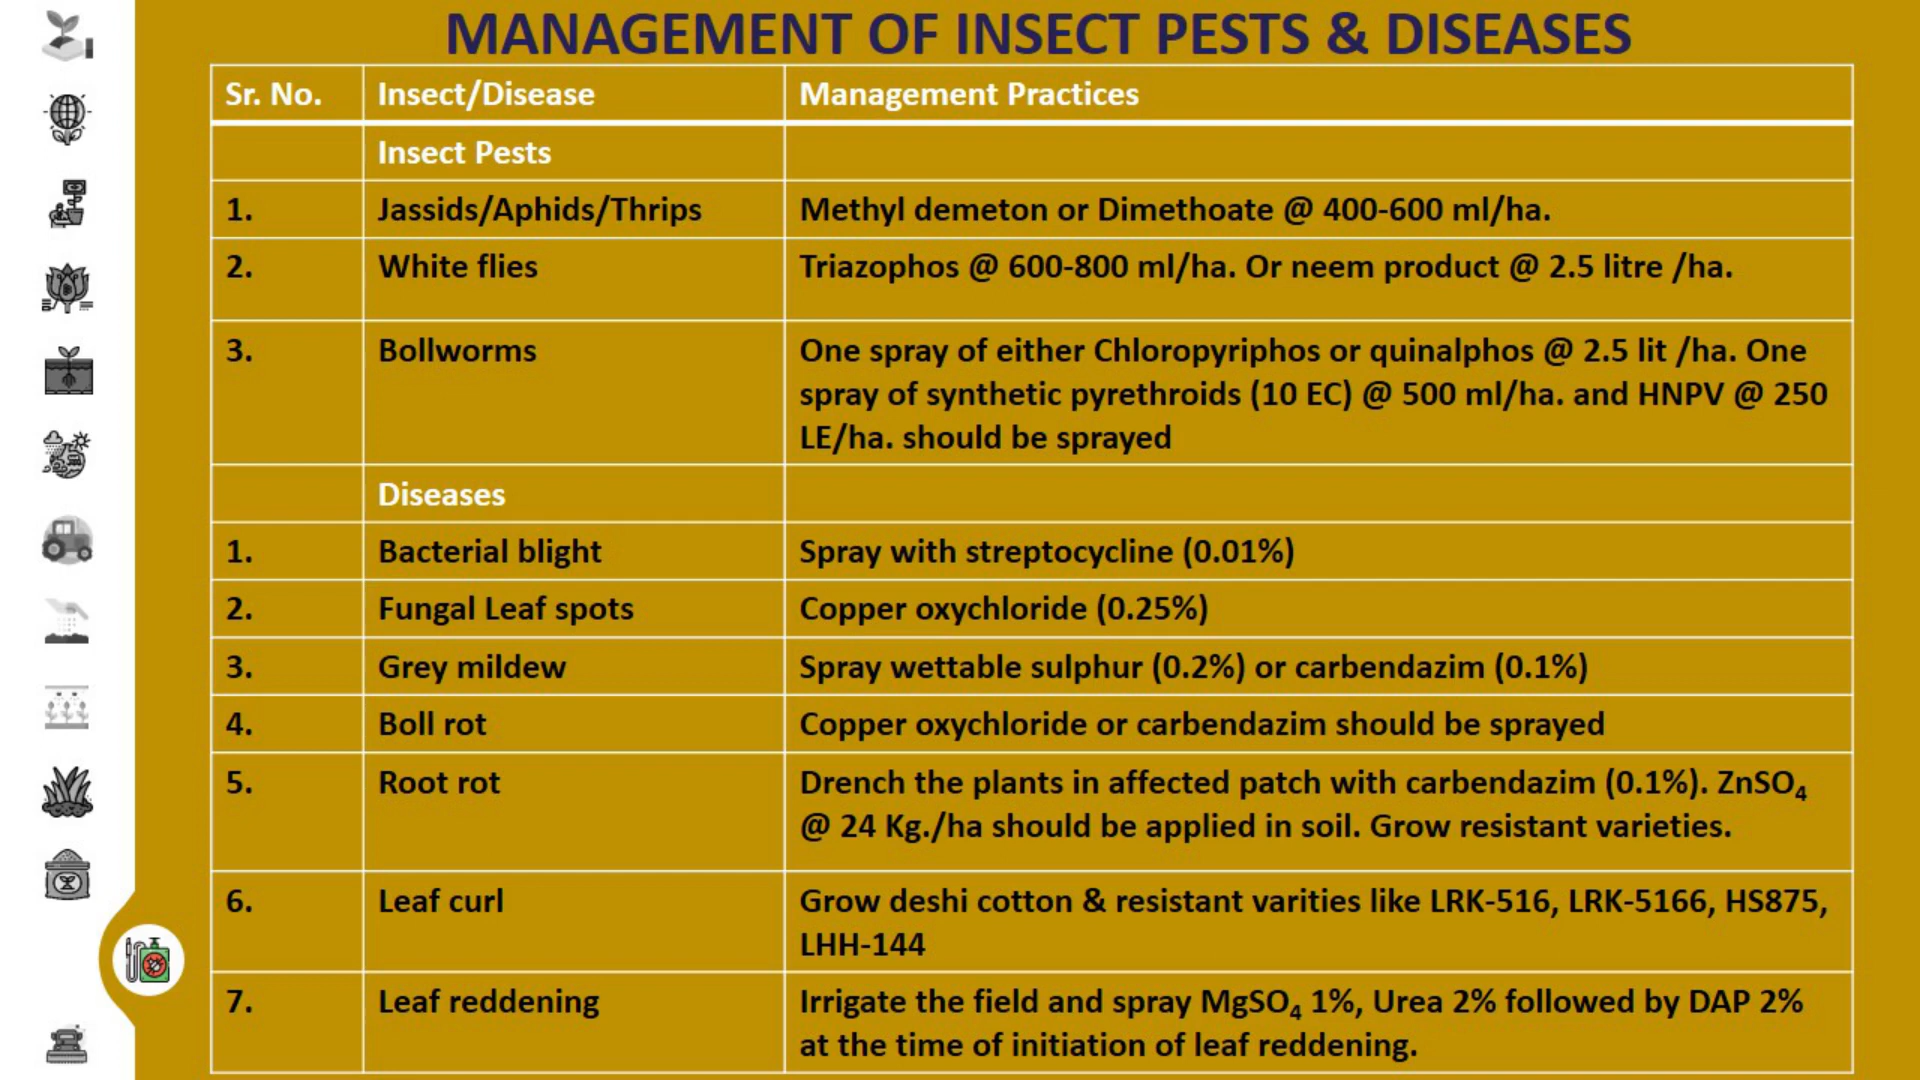 MANAGEMENT OF INSECT PESTS & DISEASES
Sr. No. Insect/Disease Management Practices
Insect Pests
1. Jassids/Aphids/Thrips Methyl demeton or Dimethoate @ 400-600 ml/ha.
2. White flies Triazophos @ 600-800 ml/ha. Or neem product @ 2.5 litre /ha.
3. Bollworms One spray of either Chloropyriphos or quinalphos @ 2.5 lit /ha. One
spray of synthetic pyrethroids (10 EC) @ 500 ml/ha. and HNPV @ 250
LE/ha. should be sprayed
Diseases
1. Bacterial blight Spray with streptocycline (0.01%)
2. Fungal Leaf spots Copper oxychloride (0.25%)
3. Grey mildew Spray wettable sulphur (0.2%) or carbendazim (0.1%)
4. Boll rot Copper oxychloride or carbendazim should be sprayed
5. Root rot Drench the plants in affected patch with carbendazim (0.1%). ZnSO₄
@ 24 Kg./ha should be applied in soil. Grow resistant varieties.
6. Leaf curl Grow deshi cotton & resistant varities like LRK-516, LRK-5166, HS875,
LHH-144
7. Leaf reddening Irrigate the field and spray MgSO₄ 1%, Urea 2% followed by DAP 2%
at the time of initiation of leaf reddening.